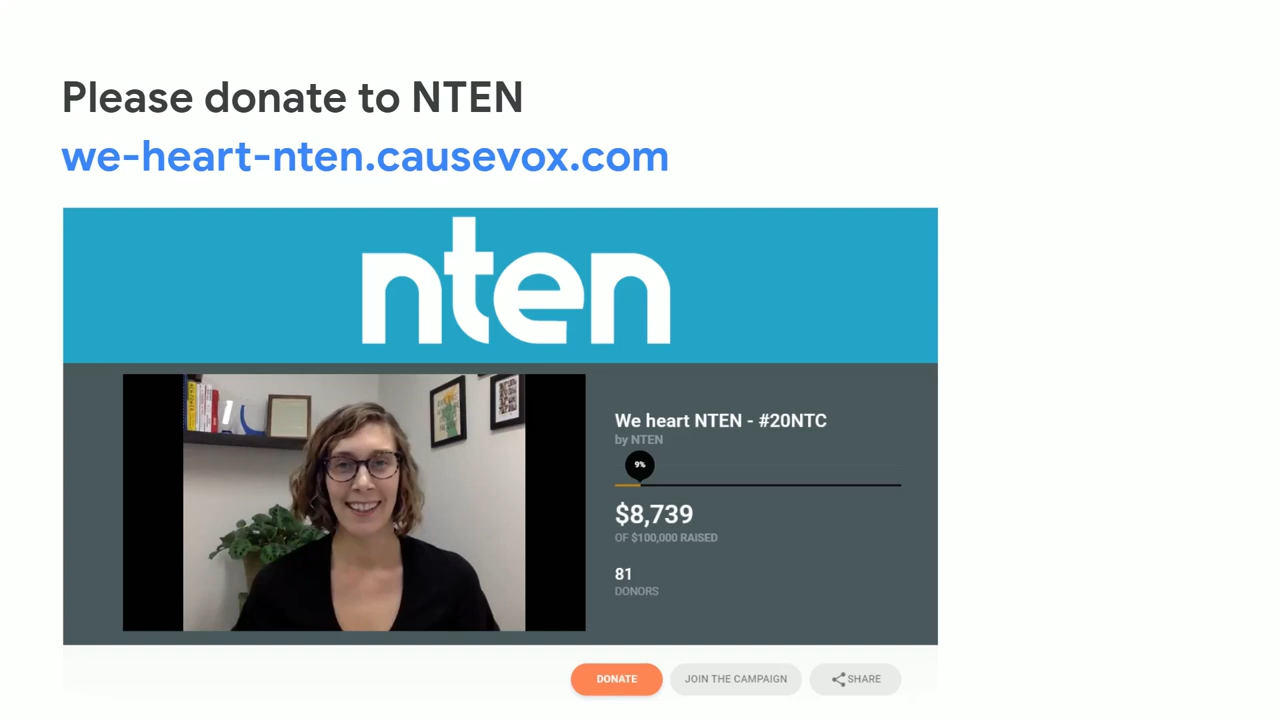 Please donate to NTEN
we-heart-nten.causevox.com
nten
We heart NTEN - #20NTC
by NTEN
9%
$8,739
OF $100,000 RAISED
81
DONORS
DONATE
JOIN THE CAMPAIGN
SHARE